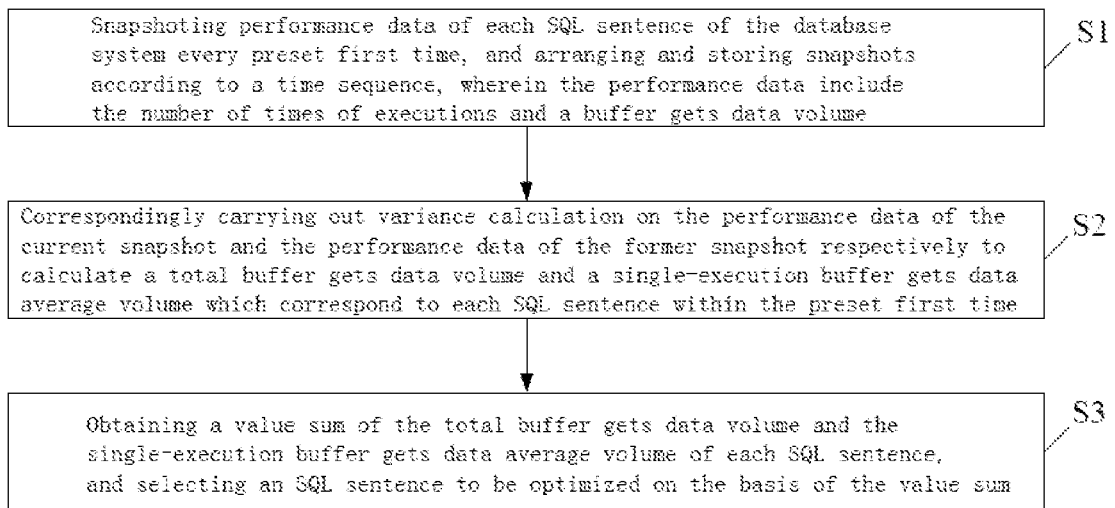 Snapshoting performance data of each SQL sentence of the database
system every preset first time, and arranging and storing snapshots
according to a time sequence, wherein the performance data include
the number of times of executions and a buffer gets data volume
S1
Correspondingly carrying out variance calculation on the performance data of the
current snapshot and the performance data of the former snapshot respectively to
calculate a total buffer gets data volume and a single-execution buffer gets data
average volume which correspond to each SQL sentence within the preset first time
S2
Obtaining a value sum of the total buffer gets data volume and the
single-execution buffer gets data average volume of each SQL sentence,
and selecting an SQL sentence to be optimized on the basis of the value sum
S3